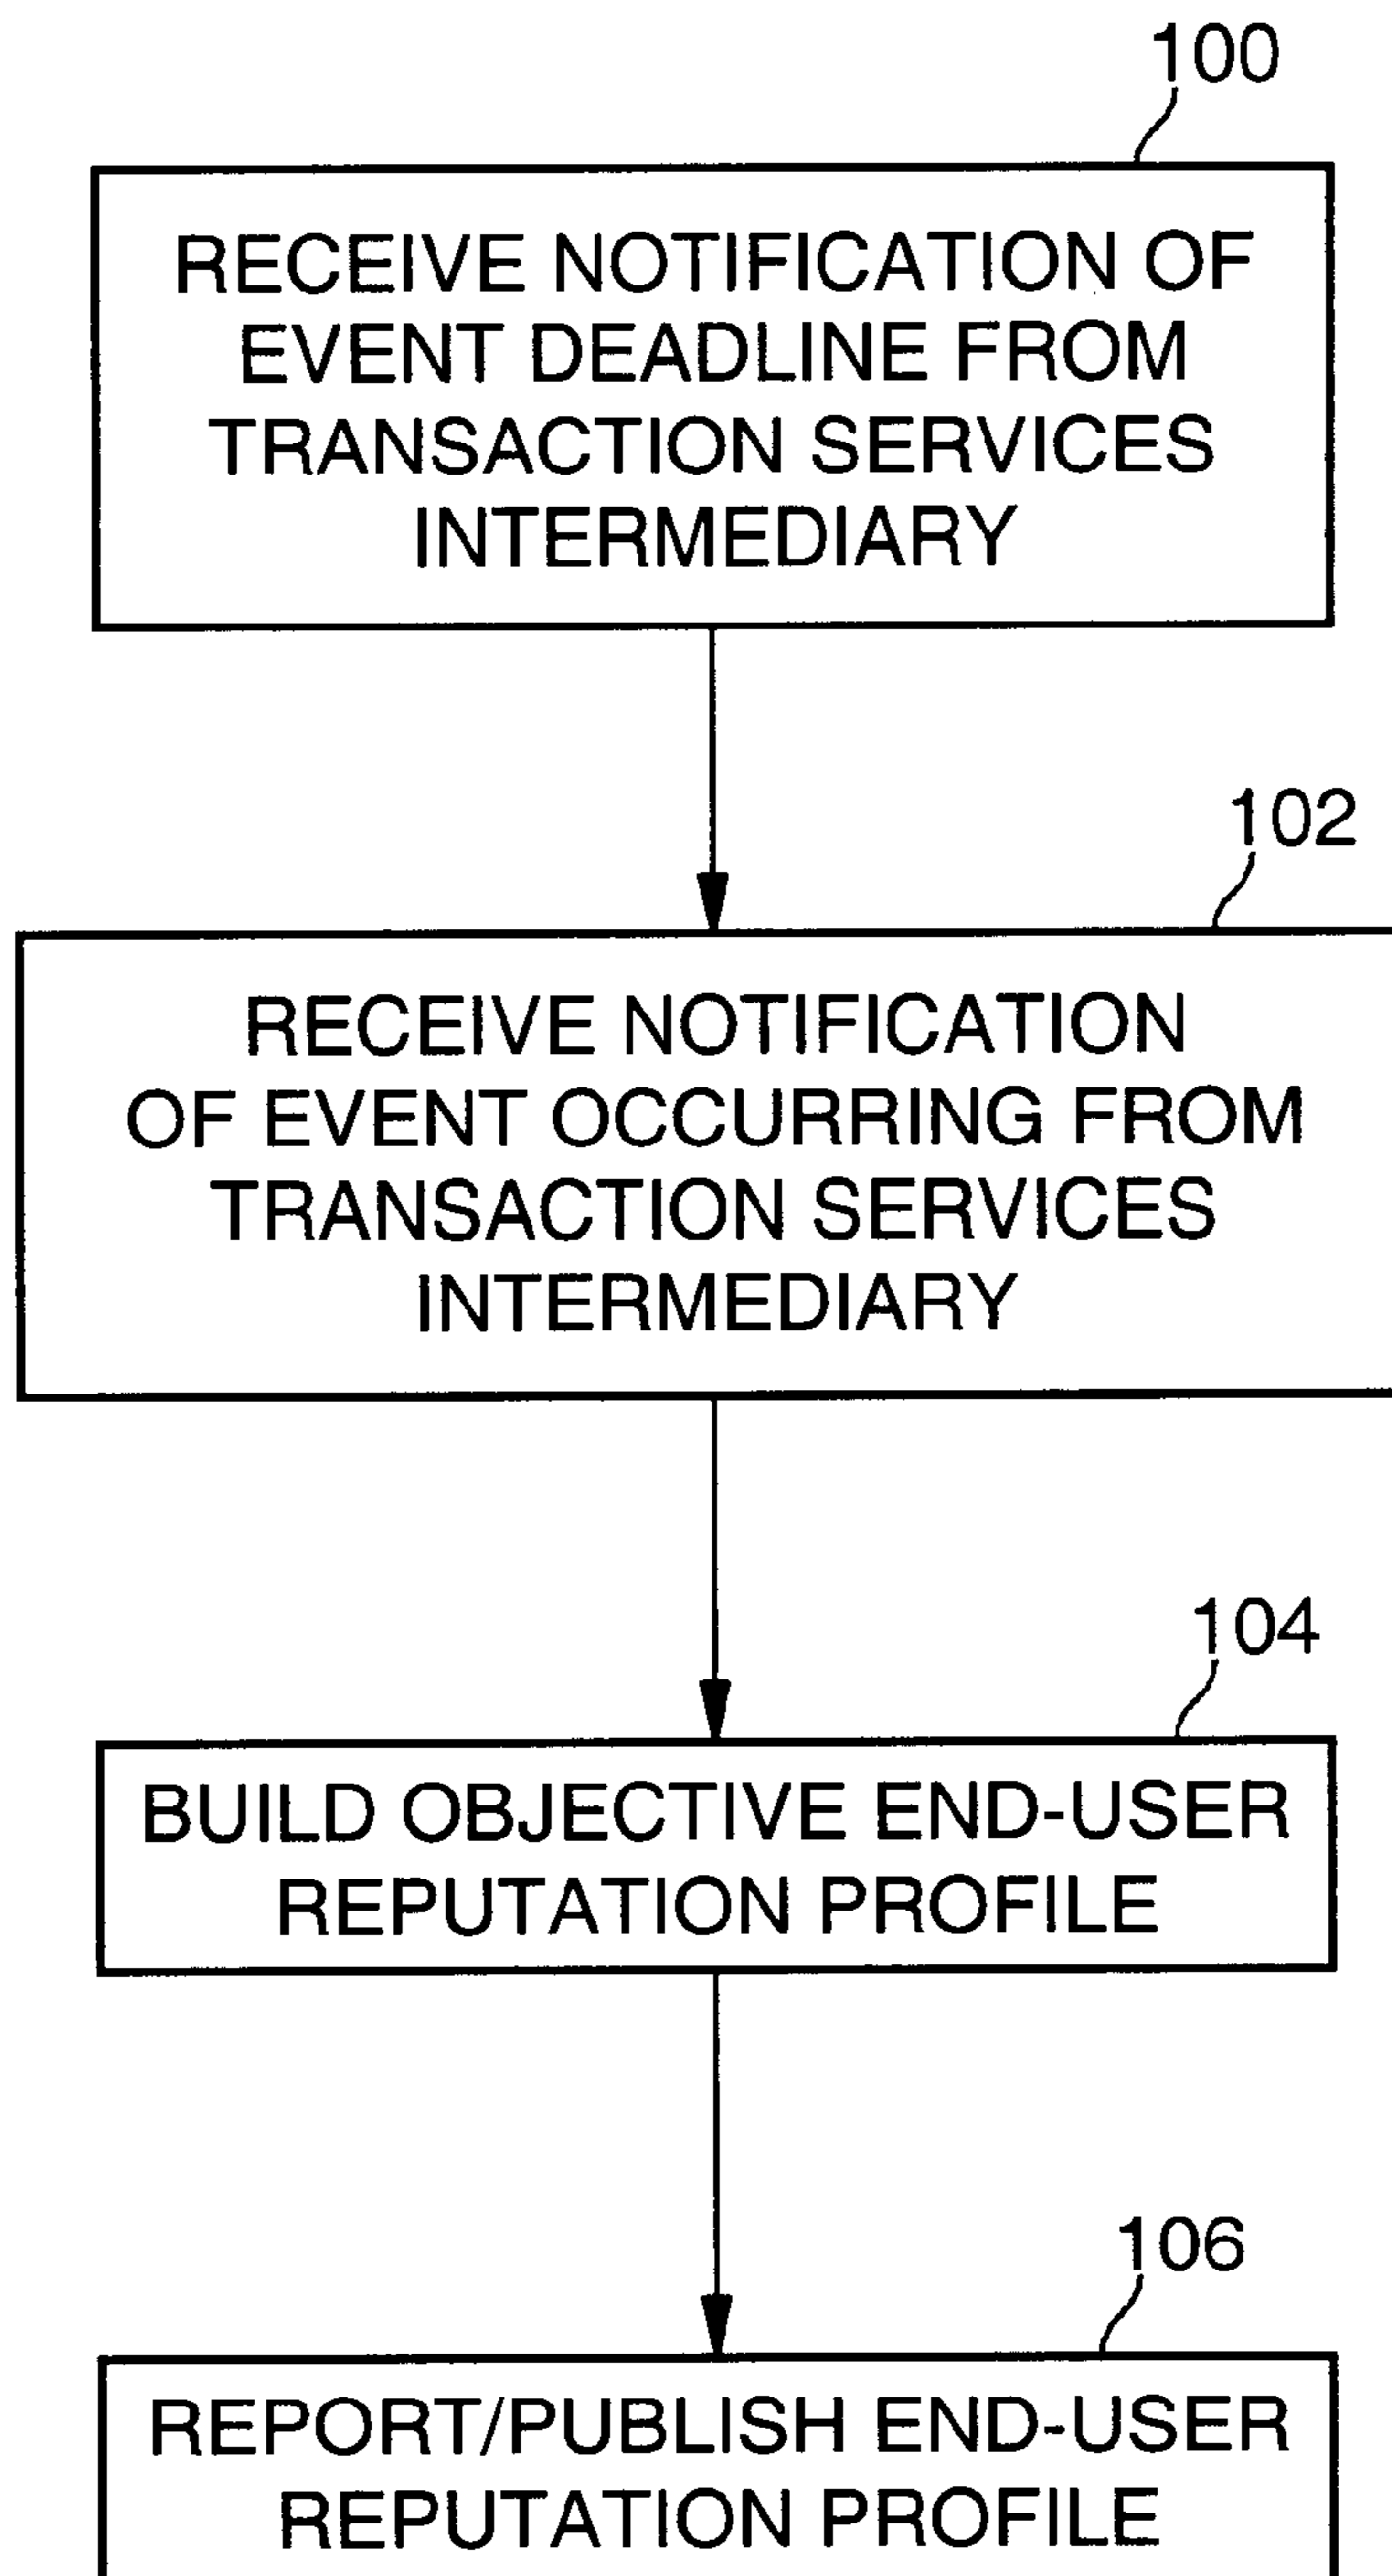 100
RECEIVE NOTIFICATION OF
EVENT DEADLINE FROM
TRANSACTION SERVICES
INTERMEDIARY
102
RECEIVE NOTIFICATION
OF EVENT OCCURRING FROM
TRANSACTION SERVICES
INTERMEDIARY
104
BUILD OBJECTIVE END-USER
REPUTATION PROFILE
106
REPORT/PUBLISH END-USER
REPUTATION PROFILE